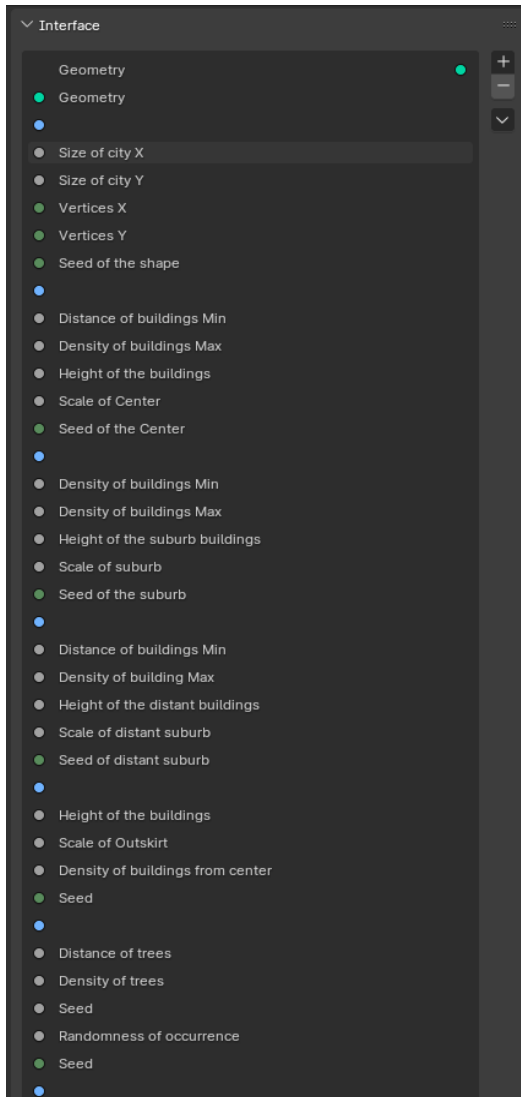 Interface
Geometry
Geometry
Size of city X
Size of city Y
Vertices X
Vertices Y
Seed of the shape
Distance of buildings Min
Density of buildings Max
Height of the buildings
Scale of Center
Seed of the Center
Density of buildings Min
Density of buildings Max
Height of the suburb buildings
Scale of suburb
Seed of the suburb
Distance of buildings Min
Density of building Max
Height of the distant buildings
Scale of distant suburb
Seed of distant suburb
Height of the buildings
Scale of Outskirt
Density of buildings from center
Seed
Distance of trees
Density of trees
Seed
Randomness of occurrence
Seed